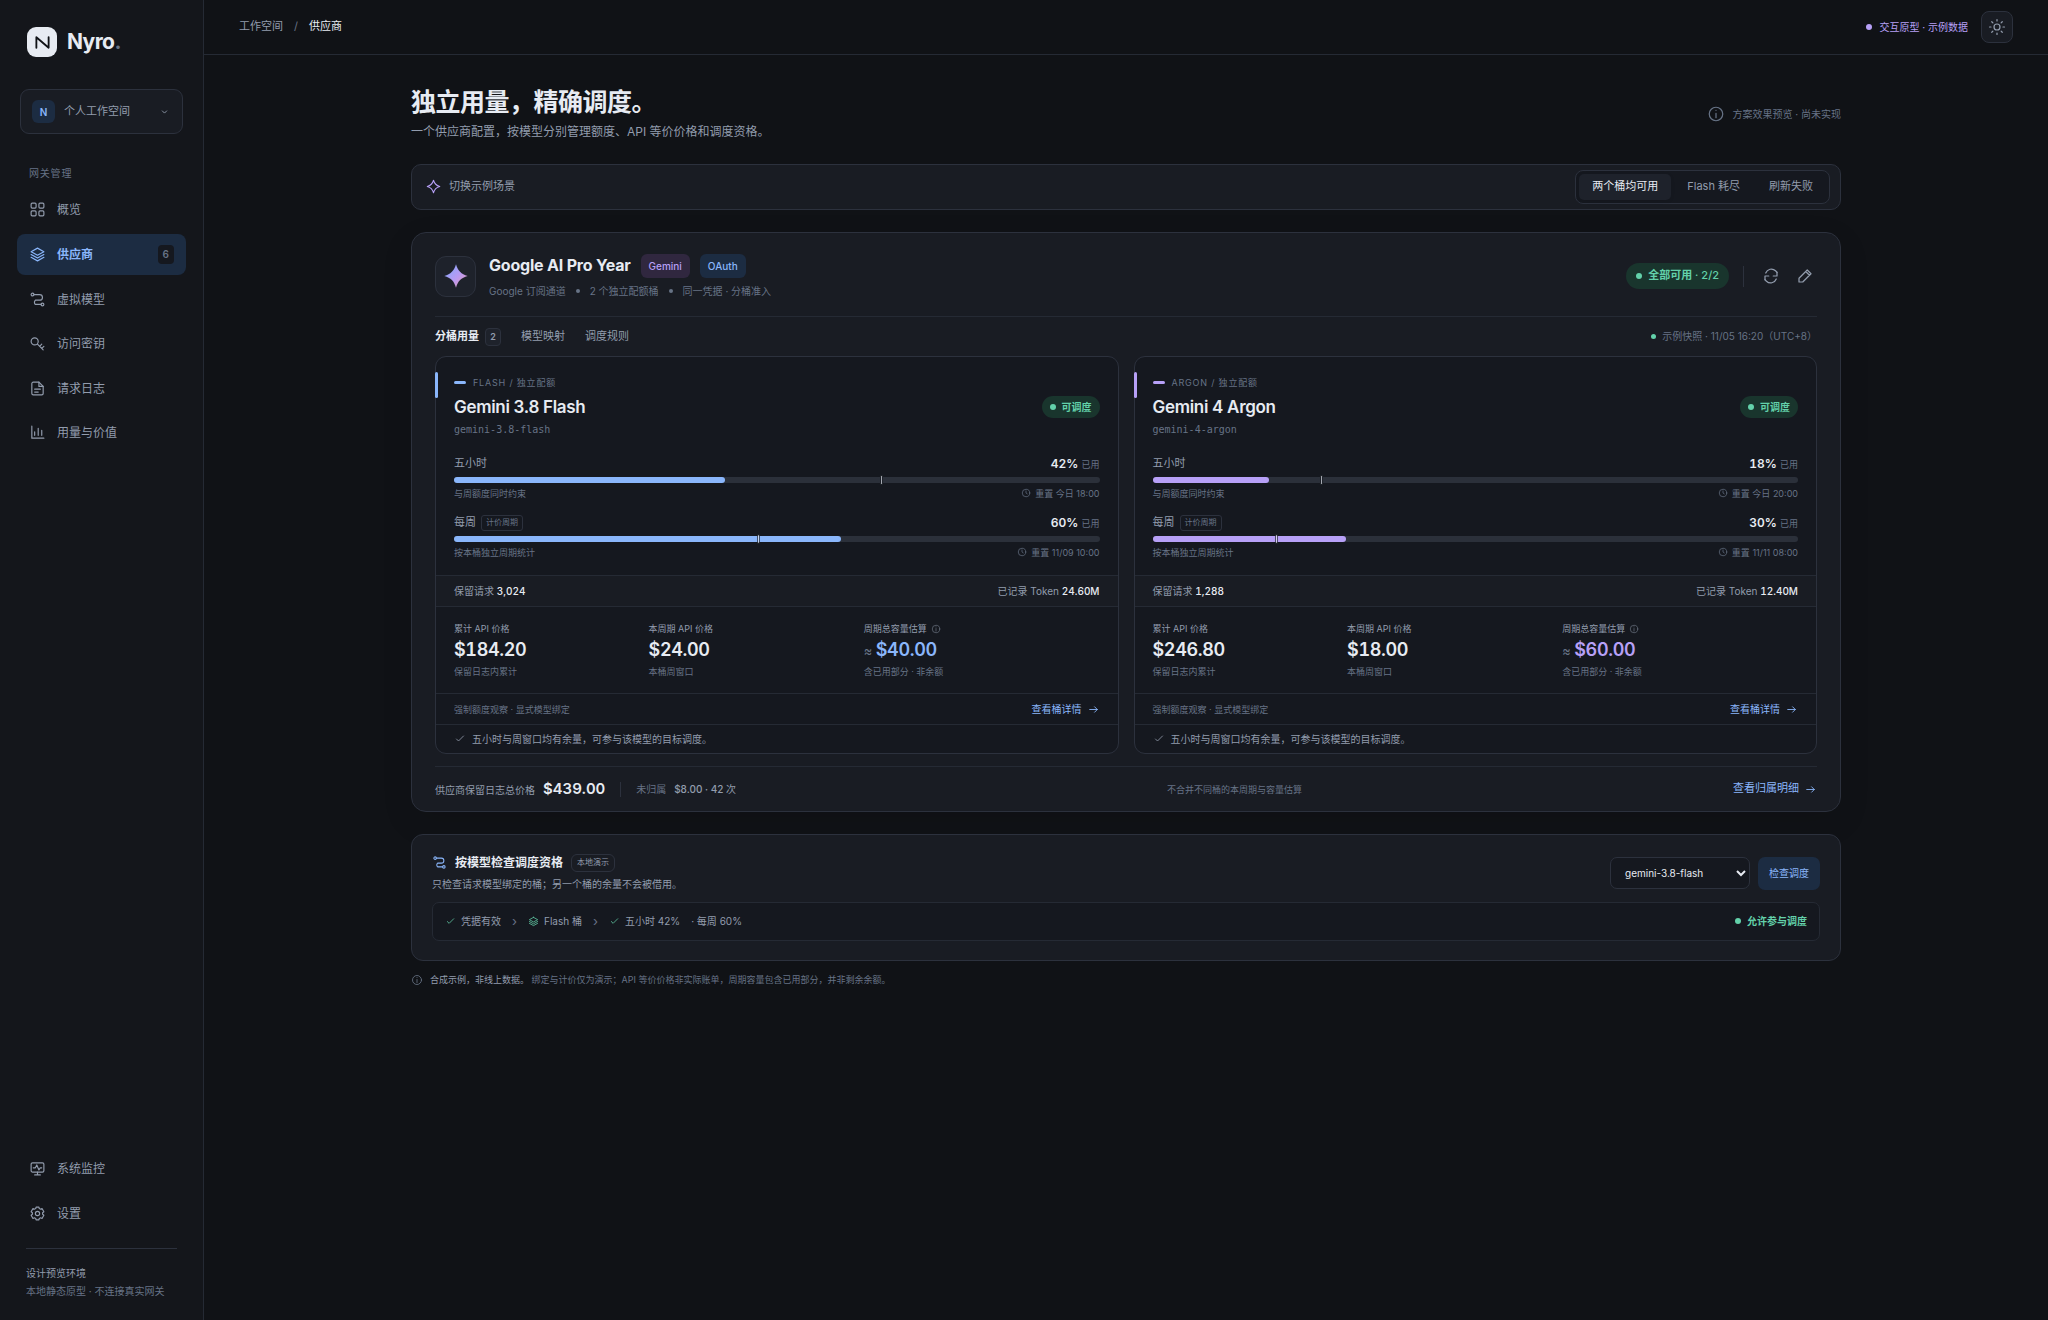 Nyro.
N 个人工作空间
网关管理
概览
供应商 6
虚拟模型
访问密钥
请求日志
用量与价值
系统监控
设置
设计预览环境
本地静态原型 · 不连接真实网关
工作空间 / 供应商
交互原型 · 示例数据
独立用量，精确调度。
一个供应商配置，按模型分别管理额度、API 等价价格和调度资格。
方案效果预览 · 尚未实现
切换示例场景
两个桶均可用 Flash 耗尽 刷新失败
Google AI Pro Year Gemini OAuth
Google 订阅通道 • 2 个独立配额桶 • 同一凭据 · 分桶准入
全部可用 · 2/2
分桶用量 2 模型映射 调度规则
示例快照 · 11/05 16:20（UTC+8）
FLASH / 独立配额
Gemini 3.8 Flash
可调度
gemini-3.8-flash
五小时
42% 已用
与周额度同时约束
重置 今日 18:00
每周 计价周期
60% 已用
按本桶独立周期统计
重置 11/09 10:00
保留请求 3,024
已记录 Token 24.60M
累计 API 价格
$184.20
保留日志内累计
本周期 API 价格
$24.00
本桶周窗口
周期总容量估算
≈ $40.00
含已用部分 · 非余额
强制额度观察 · 显式模型绑定
查看桶详情 →
五小时与周窗口均有余量，可参与该模型的目标调度。
ARGON / 独立配额
Gemini 4 Argon
可调度
gemini-4-argon
五小时
18% 已用
与周额度同时约束
重置 今日 20:00
每周 计价周期
30% 已用
按本桶独立周期统计
重置 11/11 08:00
保留请求 1,288
已记录 Token 12.40M
累计 API 价格
$246.80
保留日志内累计
本周期 API 价格
$18.00
本桶周窗口
周期总容量估算
≈ $60.00
含已用部分 · 非余额
强制额度观察 · 显式模型绑定
查看桶详情 →
五小时与周窗口均有余量，可参与该模型的目标调度。
供应商保留日志总价格 $439.00
未归属 $8.00 · 42 次
不合并不同桶的本周期与容量估算
查看归属明细 →
按模型检查调度资格 本地演示
只检查请求模型绑定的桶；另一个桶的余量不会被借用。
gemini-3.8-flash
检查调度
凭据有效 › Flash 桶 › 五小时 42% · 每周 60%
允许参与调度
合成示例，非线上数据。 绑定与计价仅为演示；API 等价价格非实际账单，周期容量包含已用部分，并非剩余余额。